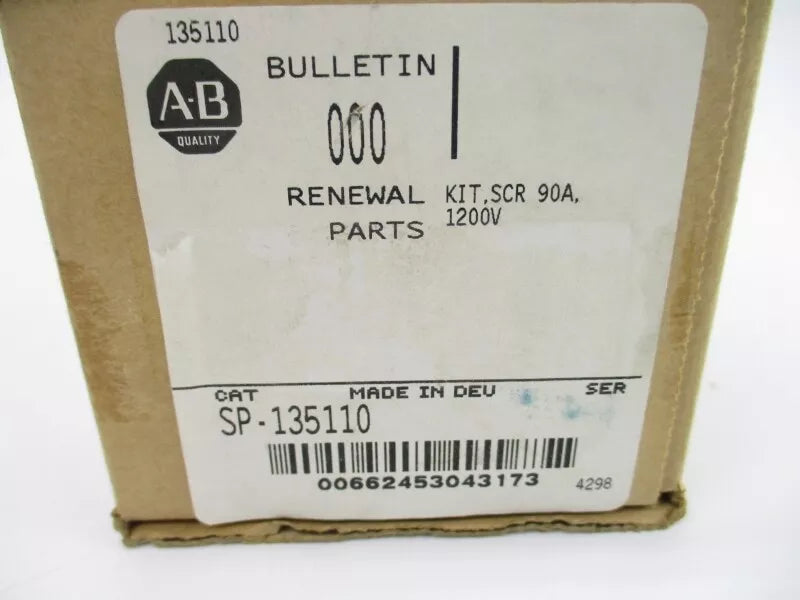 135110
A-B
QUALITY
BULLETIN
000
RENEWAL
PARTS
KIT,SCR 90A,
1200V
CAT MADE IN DEU SER
SP-135110
00662453043173
4298